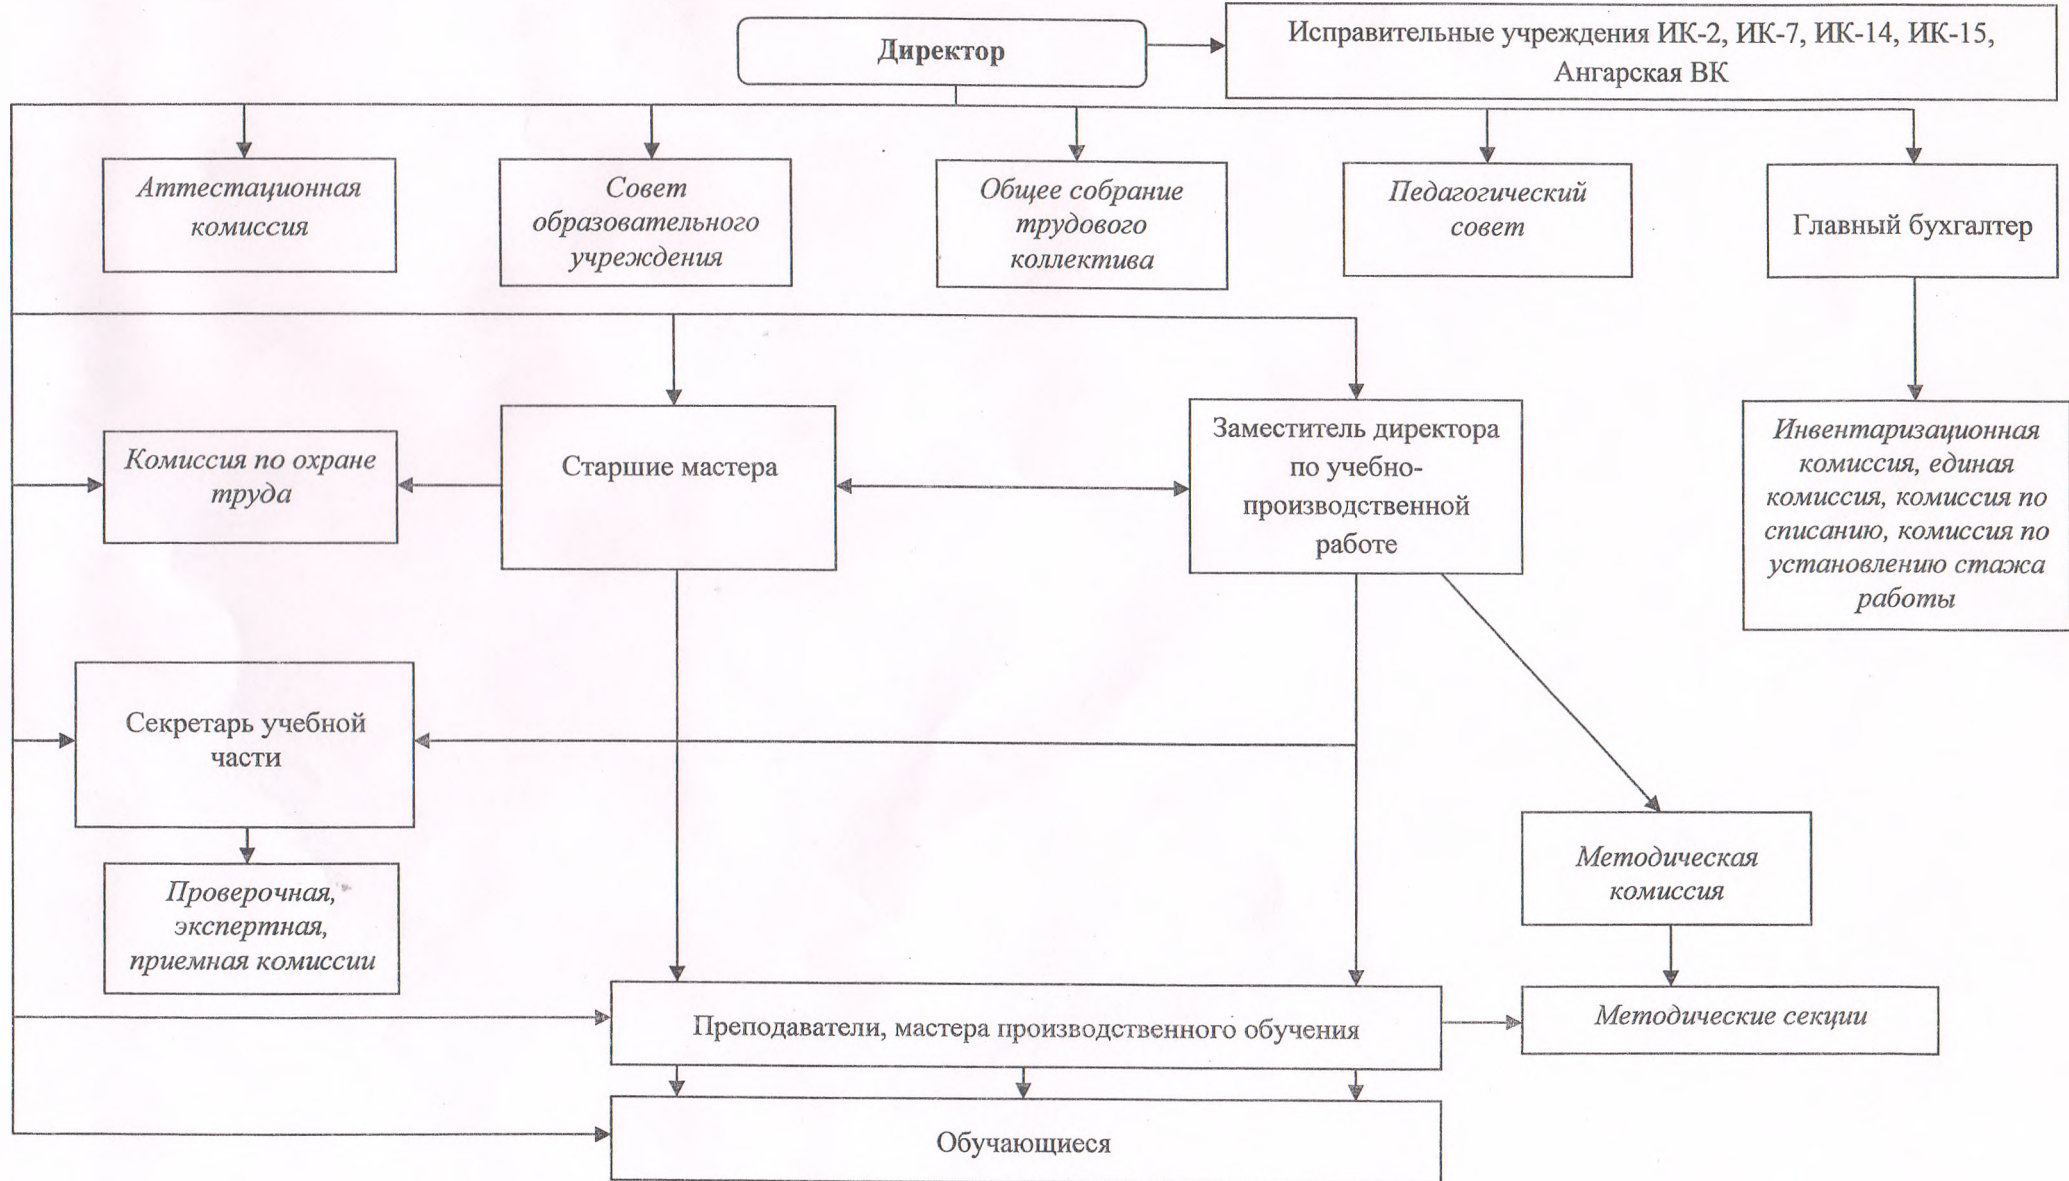 Директор
Исправительные учреждения ИК-2, ИК-7, ИК-14, ИК-15,
Ангарская ВК
Аттестационная
комиссия
Совет
образовательного
учреждения
Общее собрание
трудового
коллектива
Педагогический
совет
Главный бухгалтер
Комиссия по охране
труда
Старшие мастера
Заместитель директора
по учебно-
производственной
работе
Инвентаризационная
комиссия, единая
комиссия, комиссия по
списанию, комиссия по
установлению стажа
работы
Секретарь учебной
части
Проверочная,
экспертная,
приемная комиссии
Методическая
комиссия
Преподаватели, мастера производственного обучения
Методические секции
Обучающиеся